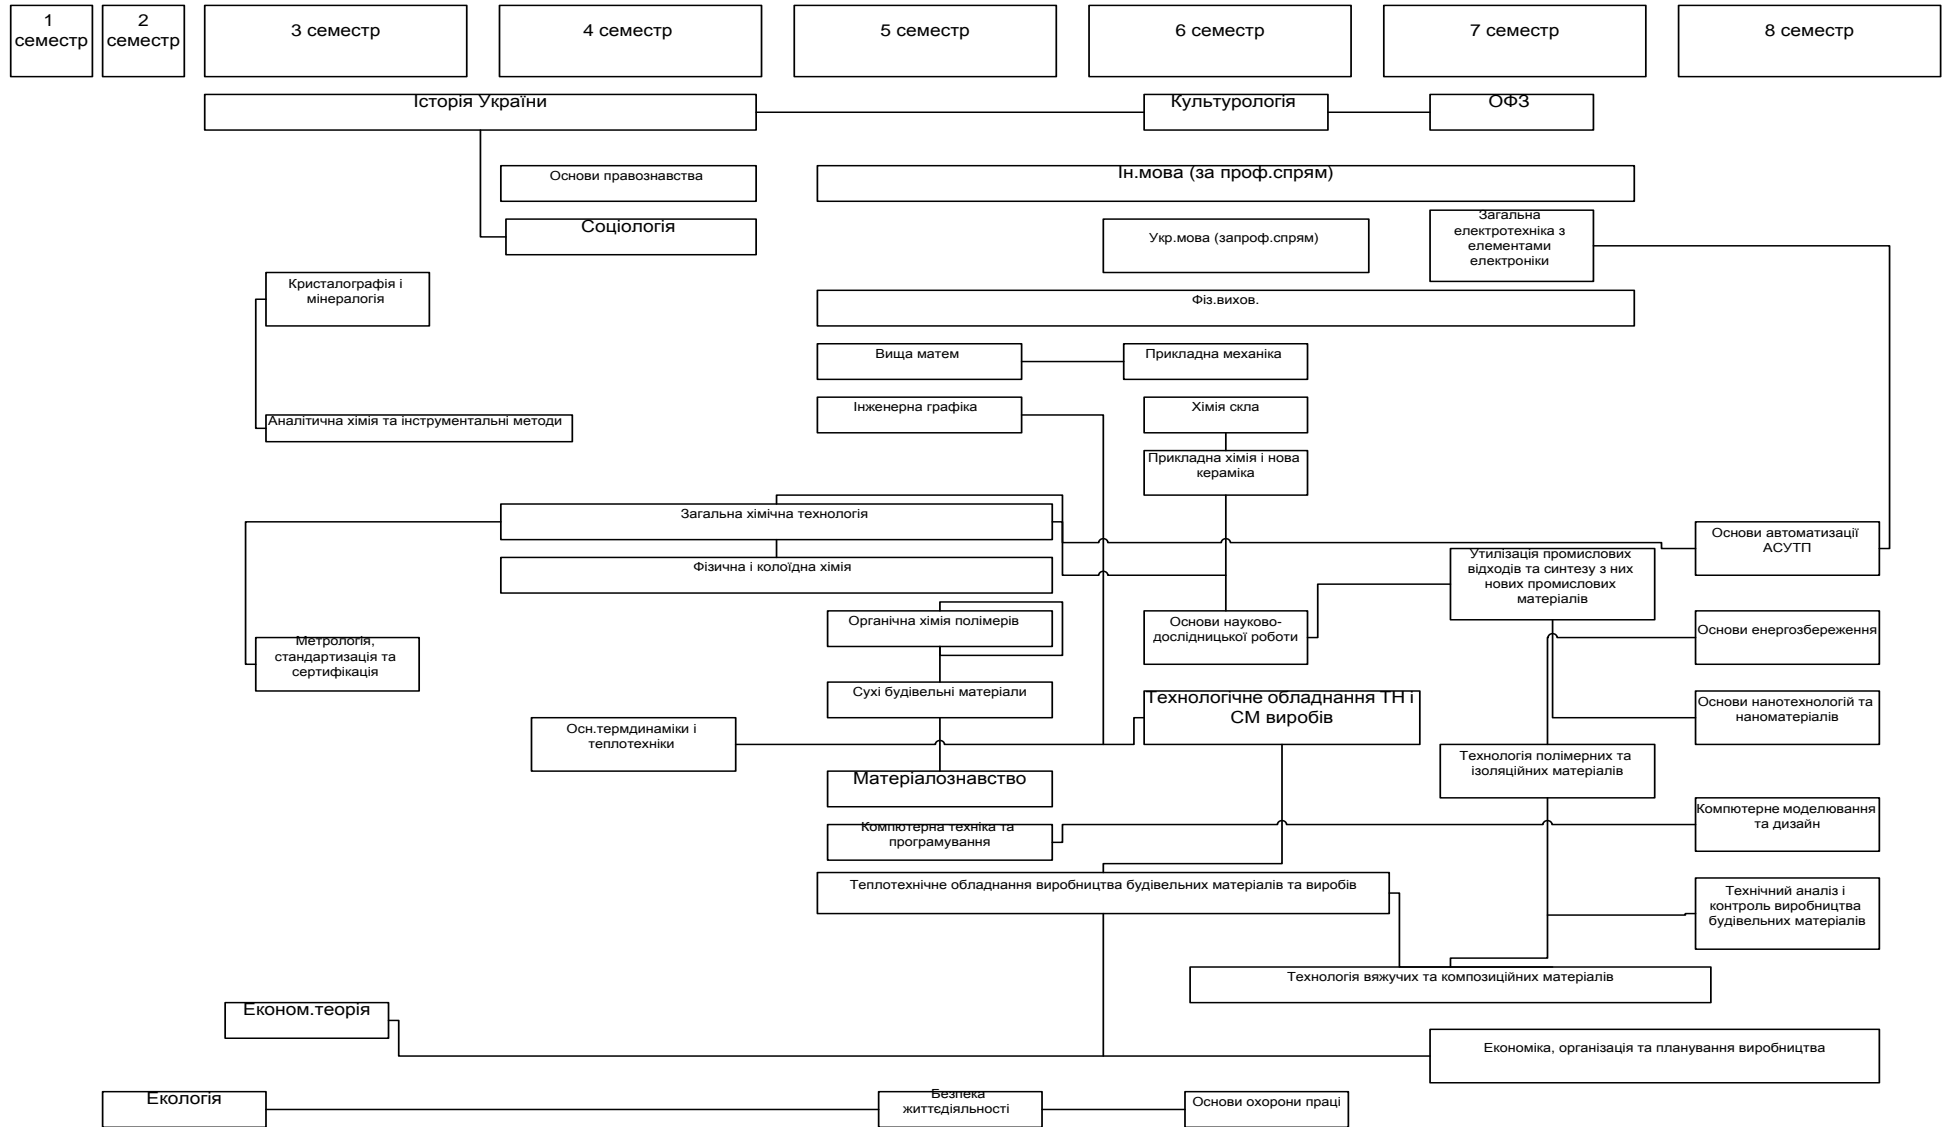 1
семестр
2
семестр
3 семестр
4 семестр
5 семестр
6 семестр
7 семестр
8 семестр
Історія України
Культурологія
ОФЗ
Основи правознавства
Ін.мова (за проф.спрям)
Соціологія
Укр.мова (запроф.спрям)
Загальна
електротехніка з
елементами
електроніки
Кристалографія і
мінералогія
Фіз.вихов.
Вища матем
Прикладна механіка
Аналітична хімія та інструментальні методи
Інженерна графіка
Хімія скла
Прикладна хімія і нова
кераміка
Загальна хімічна технологія
Основи автоматизації
АСУТП
Фізична і колоїдна хімія
Утилізація промислових
відходів та синтезу з них
нових промислових
матеріалів
Органічна хімія полімерів
Основи науково-
дослідницької роботи
Основи енергозбереження
Метрологія,
стандартизація та
сертифікація
Сухі будівельні матеріали
Технологічне обладнання ТН і
СМ виробів
Основи нанотехнологій та
наноматеріалів
Осн.термдинаміки і
теплотехніки
Технологія полімерних та
ізоляційних матеріалів
Матеріалознавство
Компютерна техніка та
програмування
Компютерне моделювання
та дизайн
Теплотехнічне обладнання виробництва будівельних матеріалів та виробів
Технічний аналіз і
контроль виробництва
будівельних матеріалів
Технологія вяжучих та композиційних матеріалів
Економ.теорія
Економіка, організація та планування виробництва
Екологія
Безпека
життєдіяльності
Основи охорони праці